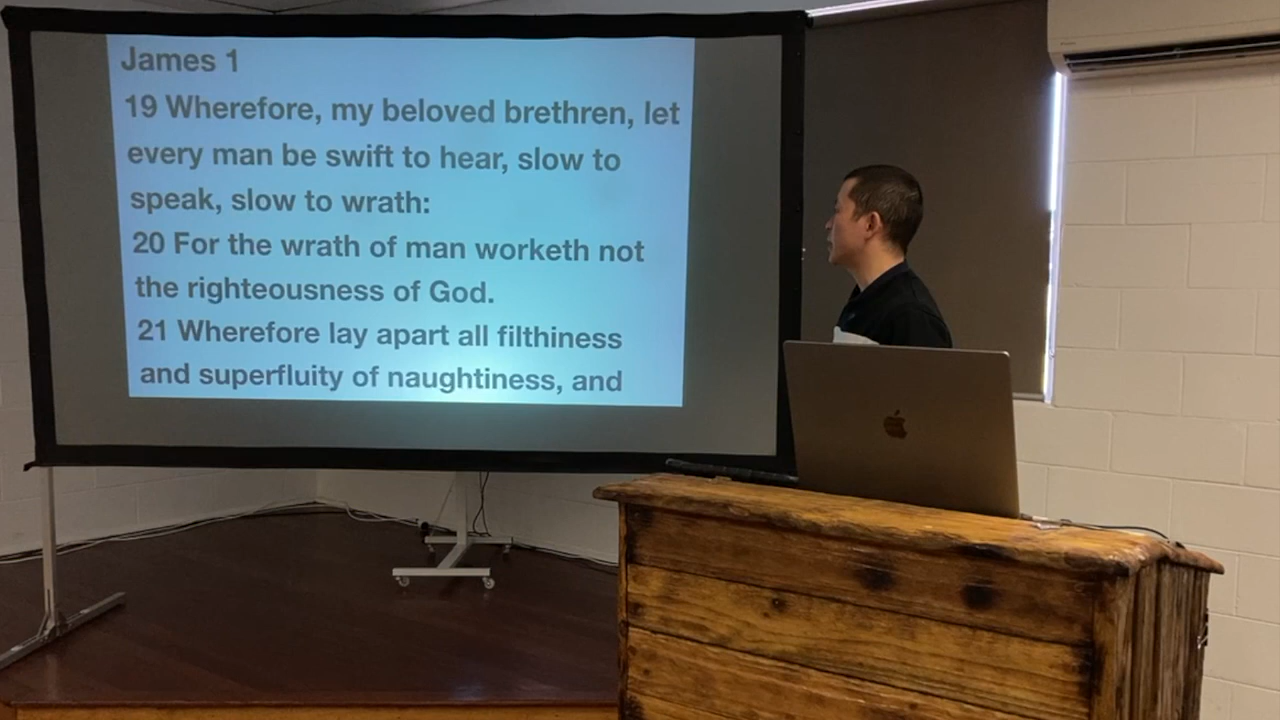 James 1
19 Wherefore, my beloved brethren, let
every man be swift to hear, slow to
speak, slow to wrath:
20 For the wrath of man worketh not
the righteousness of God.
21 Wherefore lay apart all filthiness
and superfluity of naughtiness, and